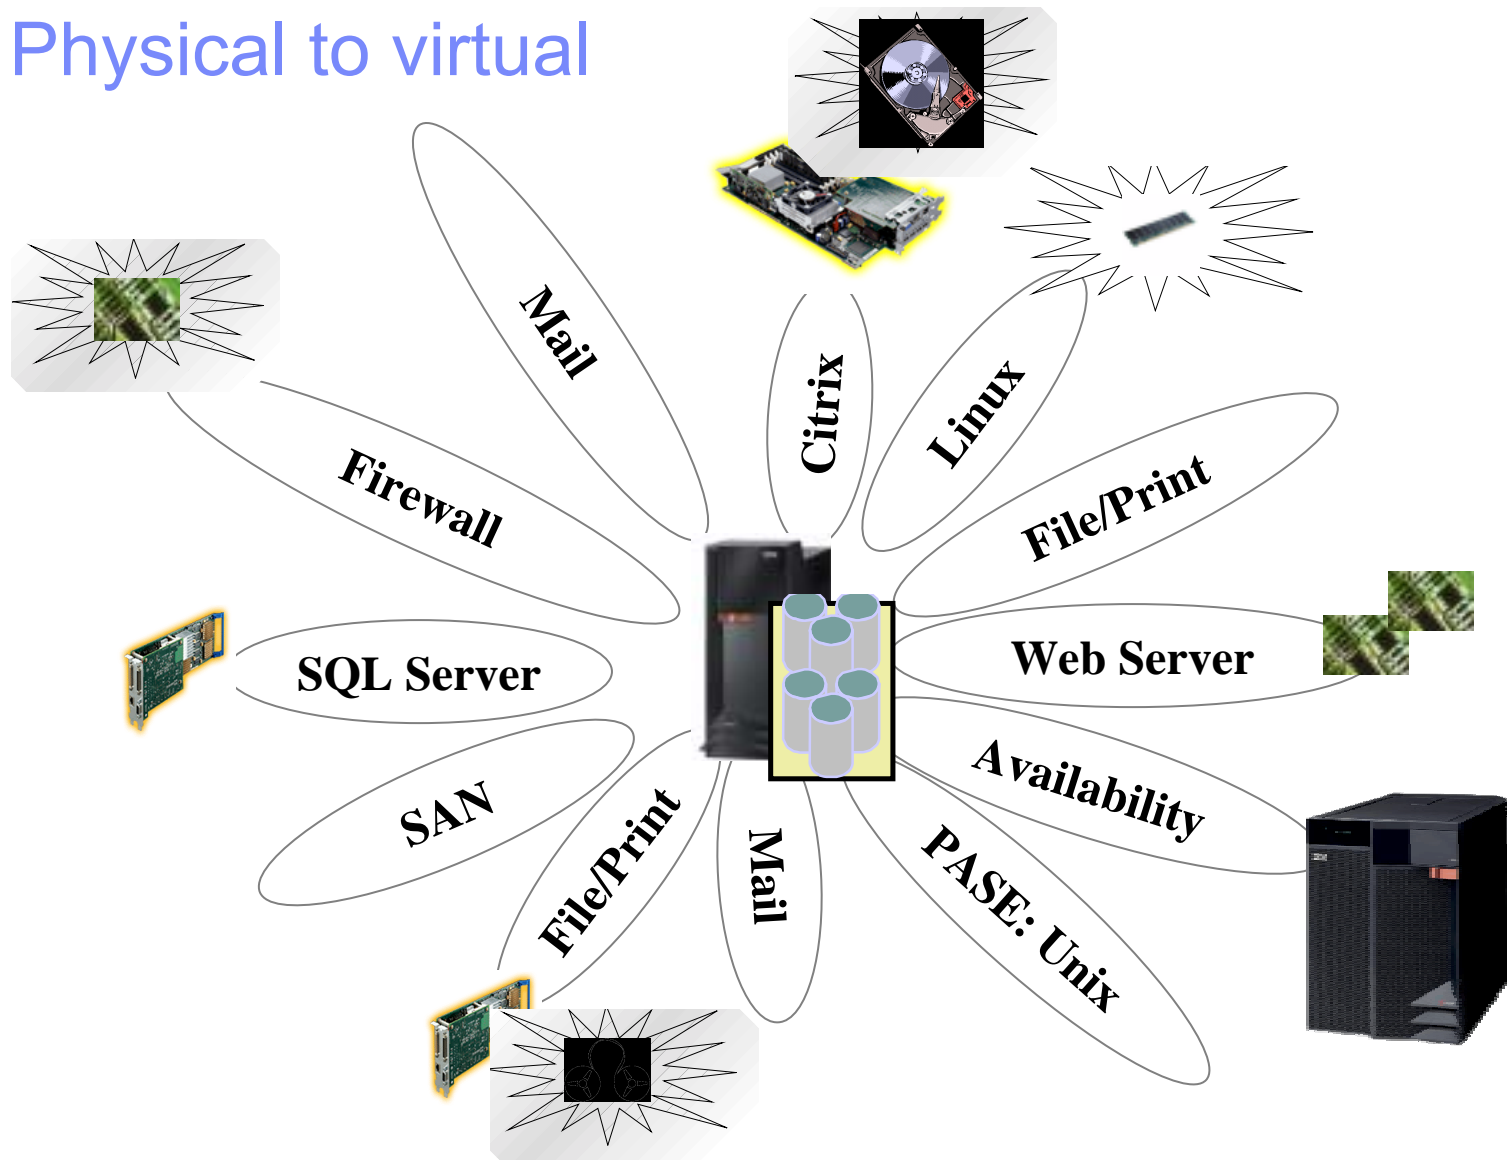 Physical to virtual
Mail
Citrix
Linux
File/Print
Firewall
SQL Server
Web Server
SAN
File/Print
Mail
Availability
PASE: Unix